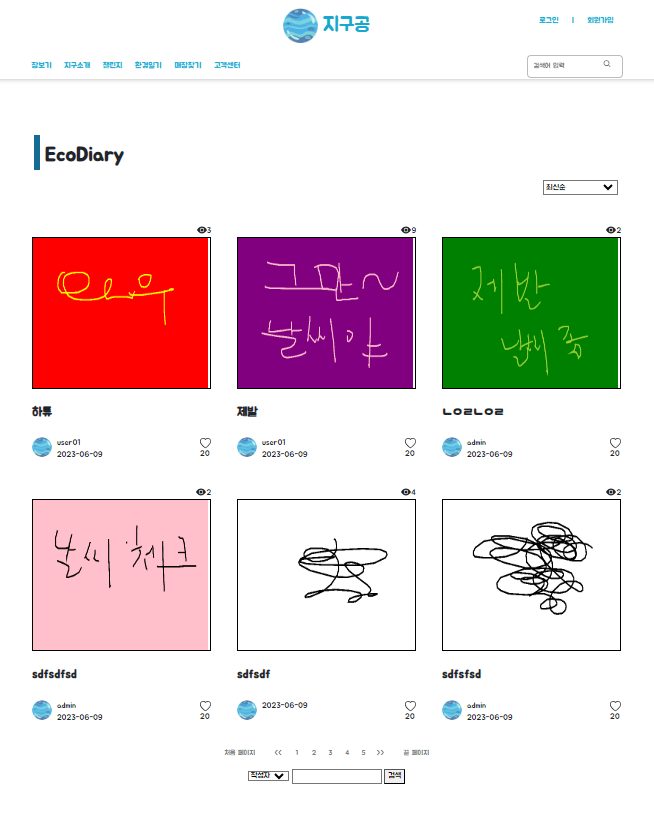 지구공
로그인 | 회원가입
장보기 지구소개 챌린지 환경일기 매장찾기 고객센터
검색어 입력
EcoDiary
최신순
3 9 2
그만~
날씨야
제발
날씨 좀
하튜 제발 ㄴㅇㄹㄴㅇㄹ
user01 user01 admin
2023-06-09 20 2023-06-09 20 2023-06-09 20
2 4 2
날씨 체크
sdfsdfsd sdfsdf sdfsfsd
admin admin
2023-06-09 20 2023-06-09 20 2023-06-09 20
처음 페이지 << 1 2 3 4 5 >> 끝 페이지
작성자 검색